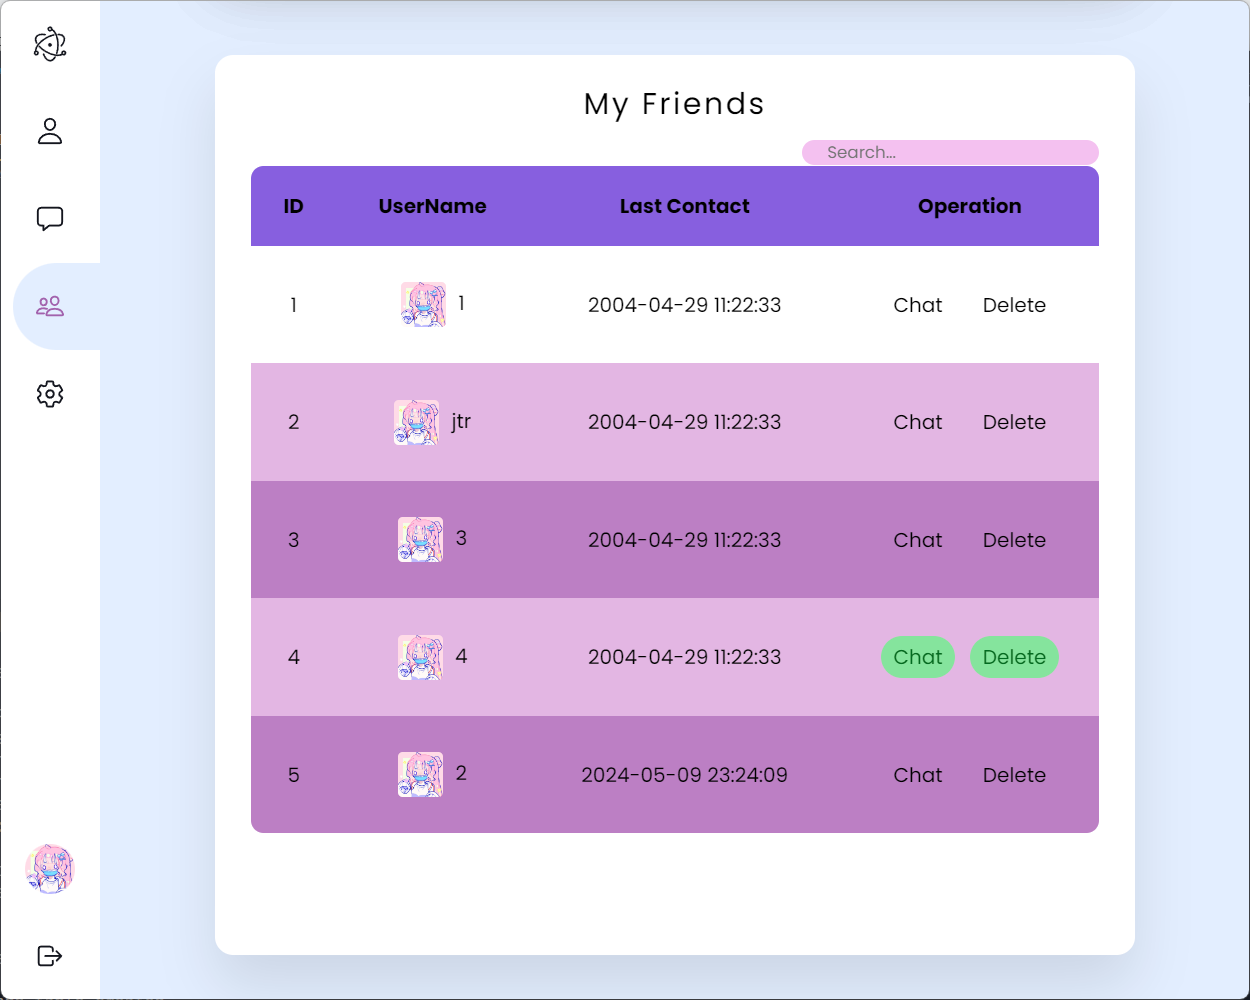 My Friends
Search...
ID UserName Last Contact Operation
1 1 2004-04-29 11:22:33 Chat Delete
2 jtr 2004-04-29 11:22:33 Chat Delete
3 3 2004-04-29 11:22:33 Chat Delete
4 4 2004-04-29 11:22:33 Chat Delete
5 2 2024-05-09 23:24:09 Chat Delete